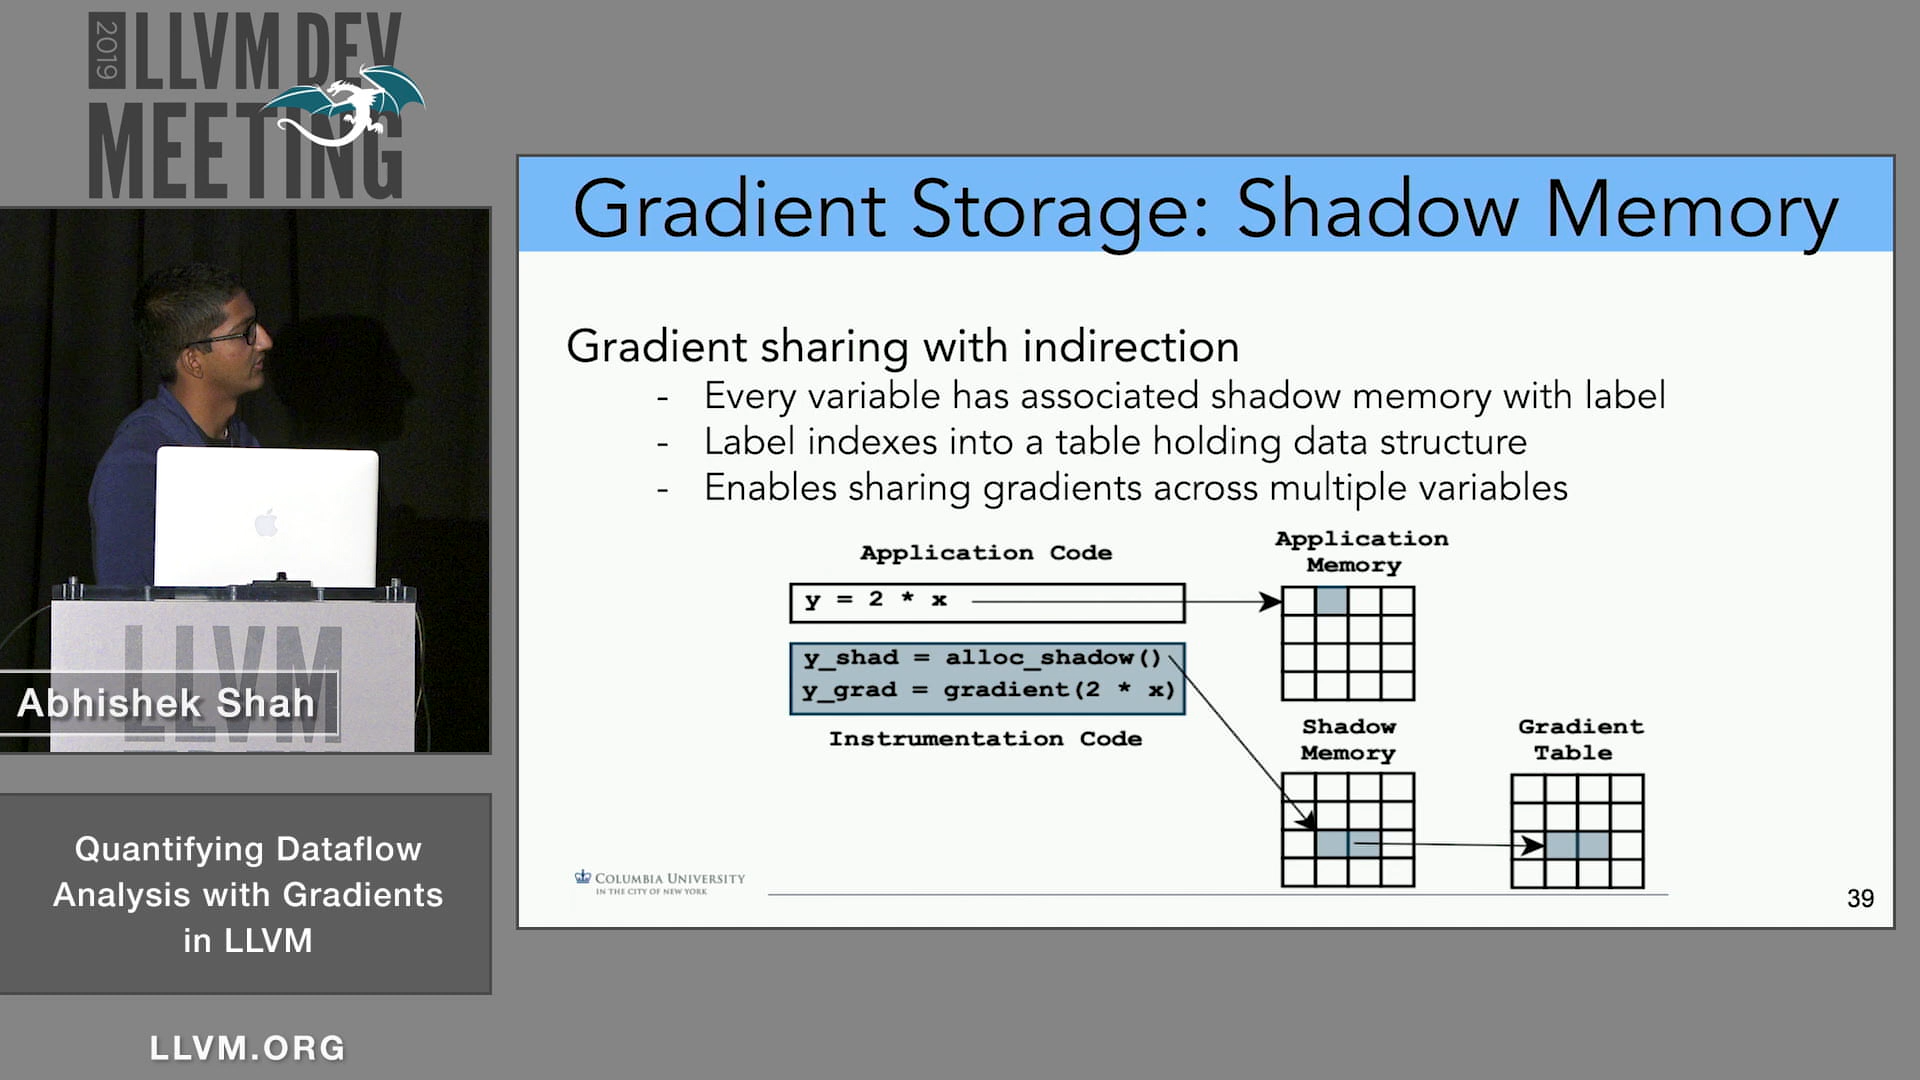 2019
LLVM DEV
MEETING
Gradient Storage: Shadow Memory
Gradient sharing with indirection
- Every variable has associated shadow memory with label
- Label indexes into a table holding data structure
- Enables sharing gradients across multiple variables
Application Code
y = 2 * x
y_shad = alloc_shadow()
y_grad = gradient(2 * x)
Instrumentation Code
Application
Memory
Shadow
Memory
Gradient
Table
COLUMBIA UNIVERSITY
IN THE CITY OF NEW YORK
39
LLVM
Abhishek Shah
Quantifying Dataflow
Analysis with Gradients
in LLVM
LLVM.ORG